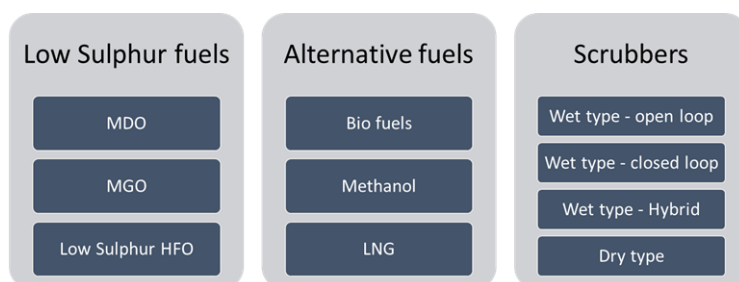 Low Sulphur fuels
MDO
MGO
Low Sulphur HFO
Alternative fuels
Bio fuels
Methanol
LNG
Scrubbers
Wet type - open loop
Wet type - closed loop
Wet type - Hybrid
Dry type